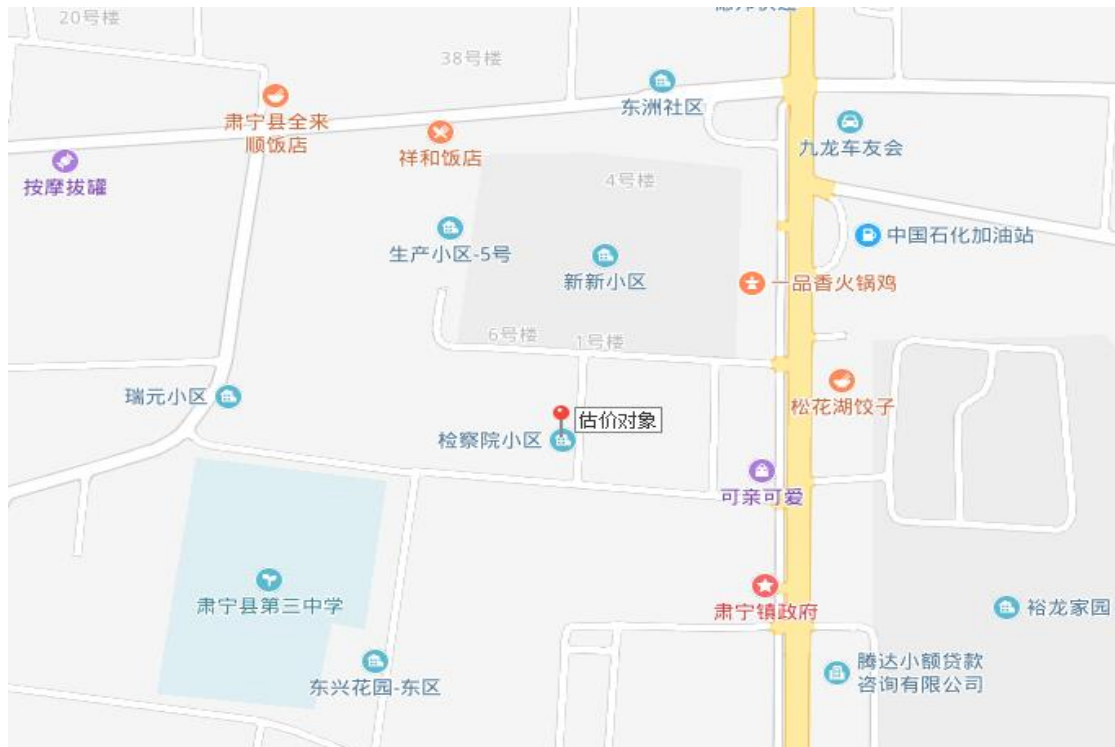 20号楼
38号楼
东洲社区
肃宁县全来
顺饭店
祥和饭店
九龙车友会
按摩拔罐
4号楼
生产小区-5号
中国石化加油站
新新小区
一品香火锅鸡
6号楼
1号楼
瑞元小区
松花湖饺子
估价对象
检察院小区
可亲可爱
肃宁县第三中学
肃宁镇政府
裕龙家园
腾达小额贷款
咨询有限公司
东兴花园-东区